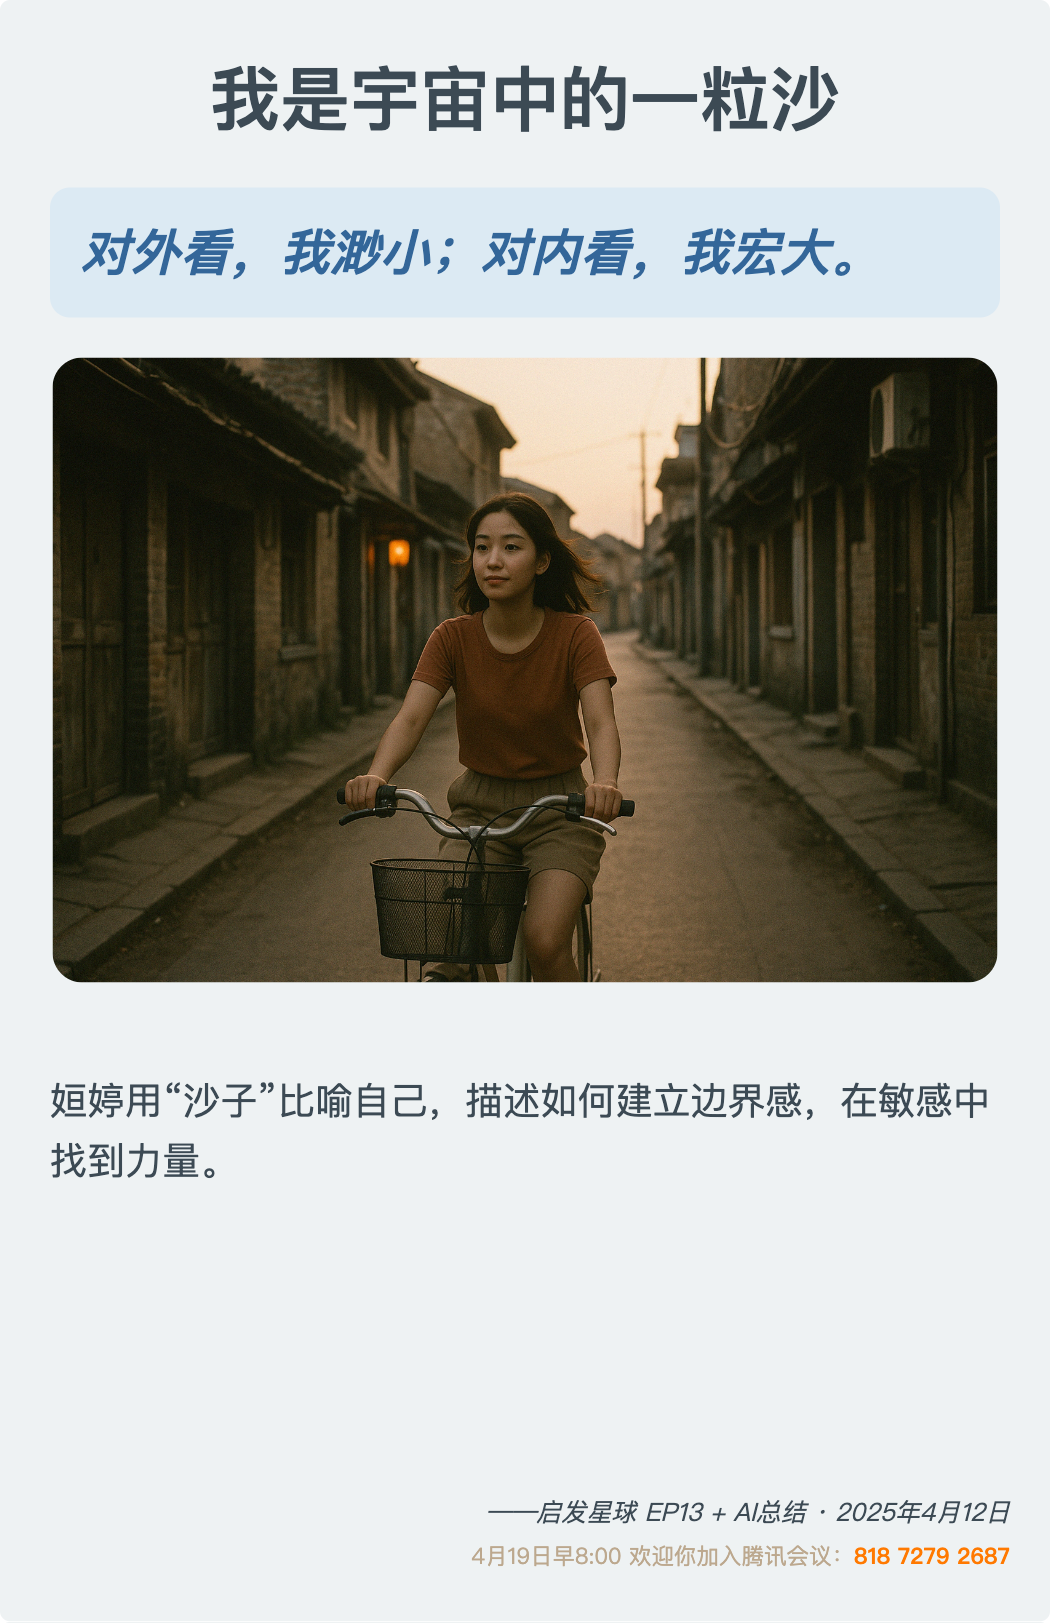 我是宇宙中的一粒沙
对外看，我渺小；对内看，我宏大。
姮婷用“沙子”比喻自己，描述如何建立边界感，在敏感中
找到力量。
——启发星球 EP13 + AI总结 · 2025年4月12日
4月19日早8:00 欢迎你加入腾讯会议：818 7279 2687